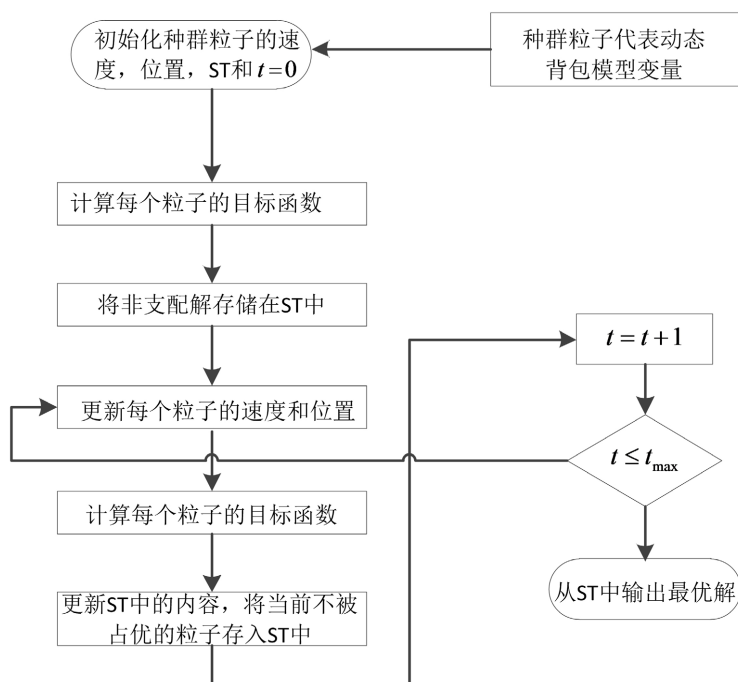 初始化种群粒子的速
度，位置，ST和 t=0
种群粒子代表动态
背包模型变量
计算每个粒子的目标函数
将非支配解存储在ST中
更新每个粒子的速度和位置
计算每个粒子的目标函数
更新ST中的内容，将当前不被
占优的粒子存入ST中
t = t+1
t ≤ tmax
从ST中输出最优解